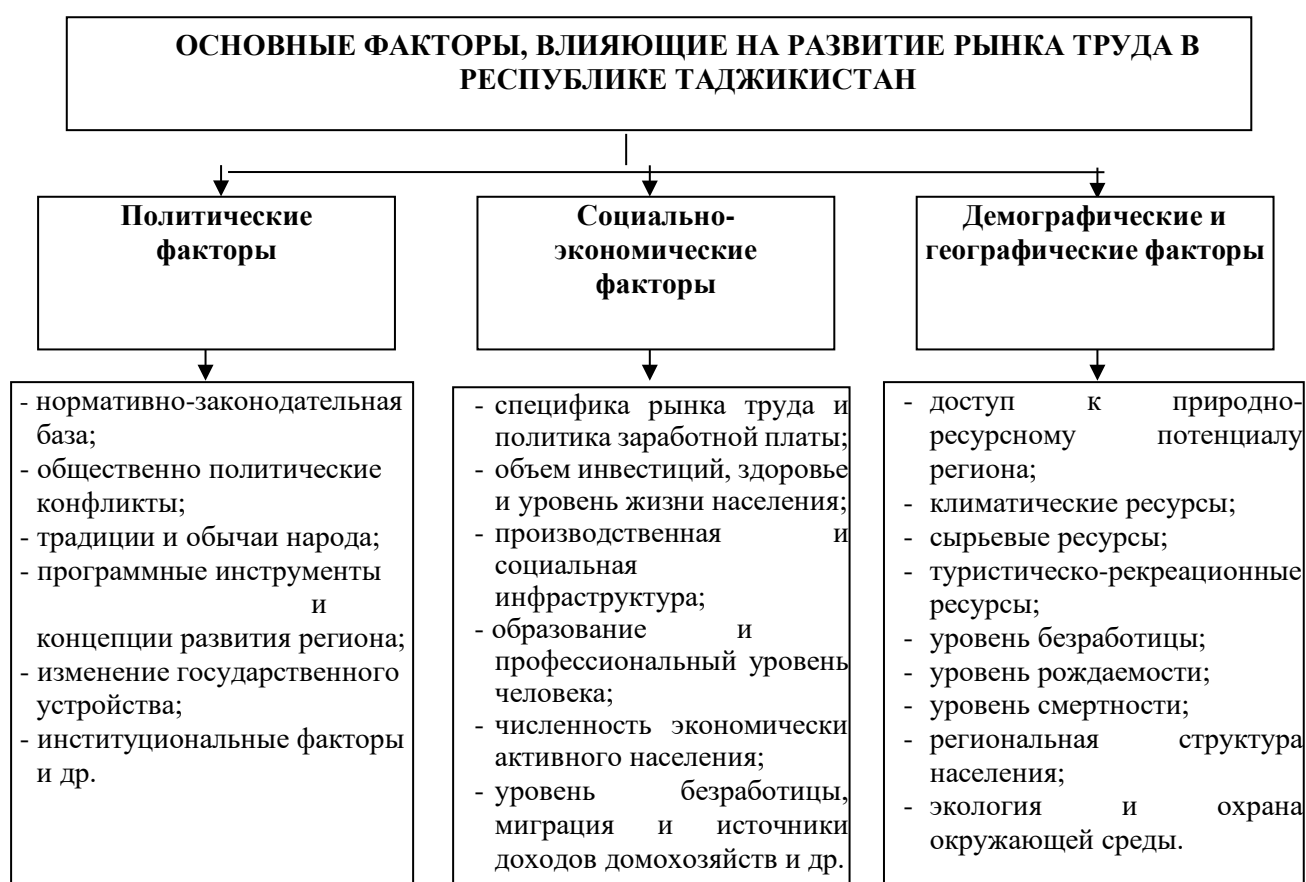 ОСНОВНЫЕ ФАКТОРЫ, ВЛИЯЮЩИЕ НА РАЗВИТИЕ РЫНКА ТРУДА В
РЕСПУБЛИКЕ ТАДЖИКИСТАН
Политические
факторы
Социально-
экономические
факторы
Демографические и
географические факторы
- нормативно-законодательная
база;
- общественно политические
конфликты;
- традиции и обычаи народа;
- программные инструменты
и
концепции развития региона;
- изменение государственного
устройства;
- институциональные факторы
и др.
- специфика рынка труда и
политика заработной платы;
- объем инвестиций, здоровье
и уровень жизни населения;
- производственная и
социальная
инфраструктура;
- образование и
профессиональный уровень
человека;
- численность экономически
активного населения;
- уровень безработицы,
миграция и источники
доходов домохозяйств и др.
- доступ к природно-
ресурсному потенциалу
региона;
- климатические ресурсы;
- сырьевые ресурсы;
- туристическо-рекреационные
ресурсы;
- уровень безработицы;
- уровень рождаемости;
- уровень смертности;
- региональная структура
населения;
- экология и охрана
окружающей среды.